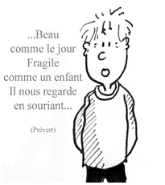 ...Beau
comme le jour
Fragile
comme un enfant
Il nous regarde
en souriant...
(Prévert)